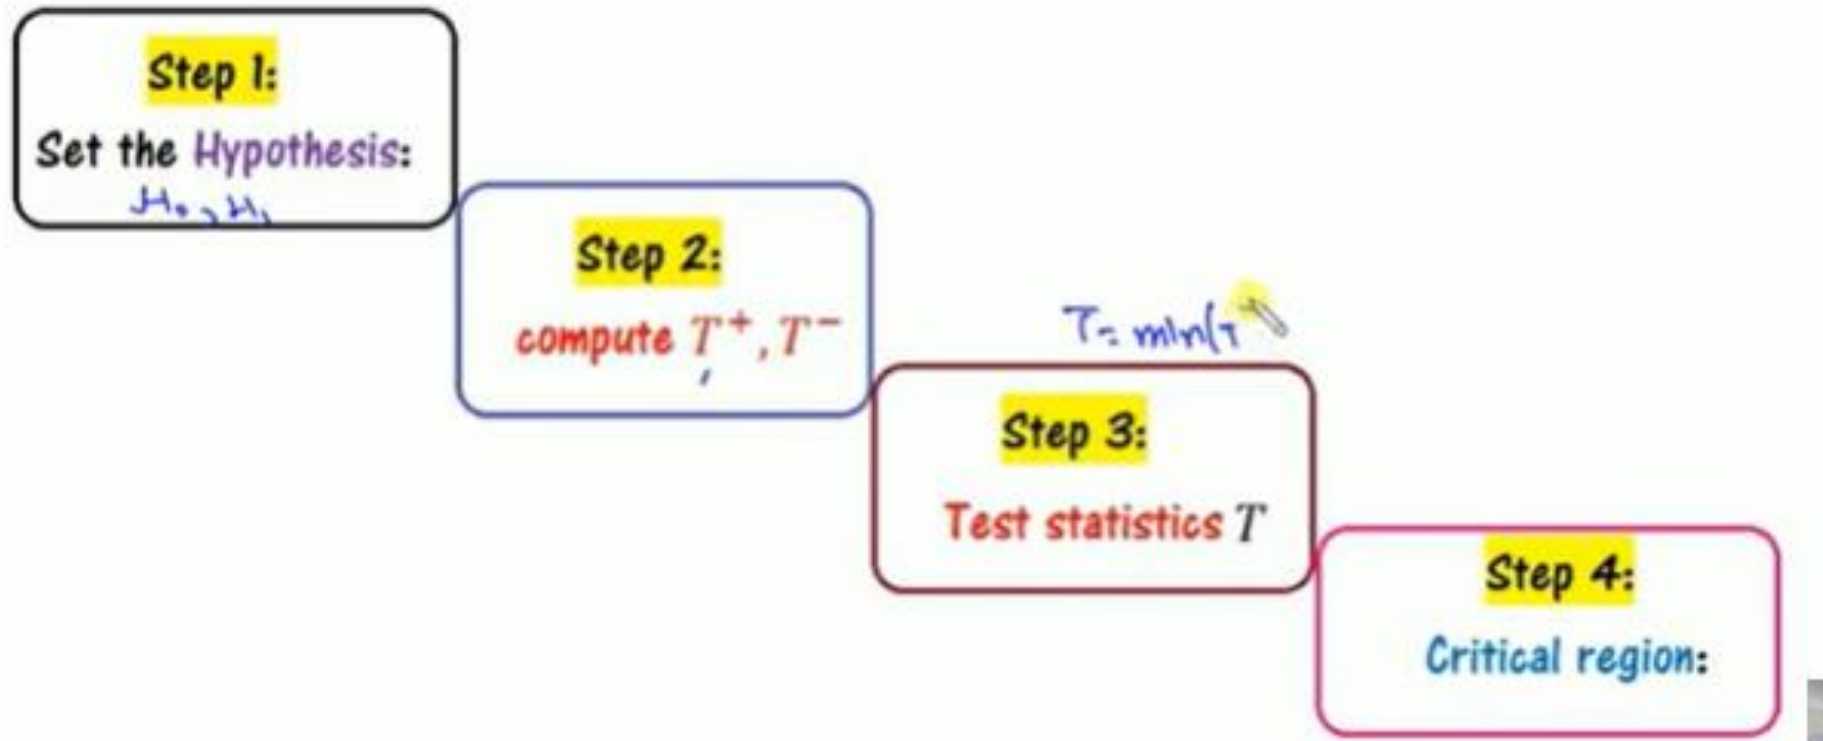 Step 1:
Set the Hypothesis:
H₀, H₁
Step 2:
compute T⁺, T⁻
T = min(T
Step 3:
Test statistics T
Step 4:
Critical region: